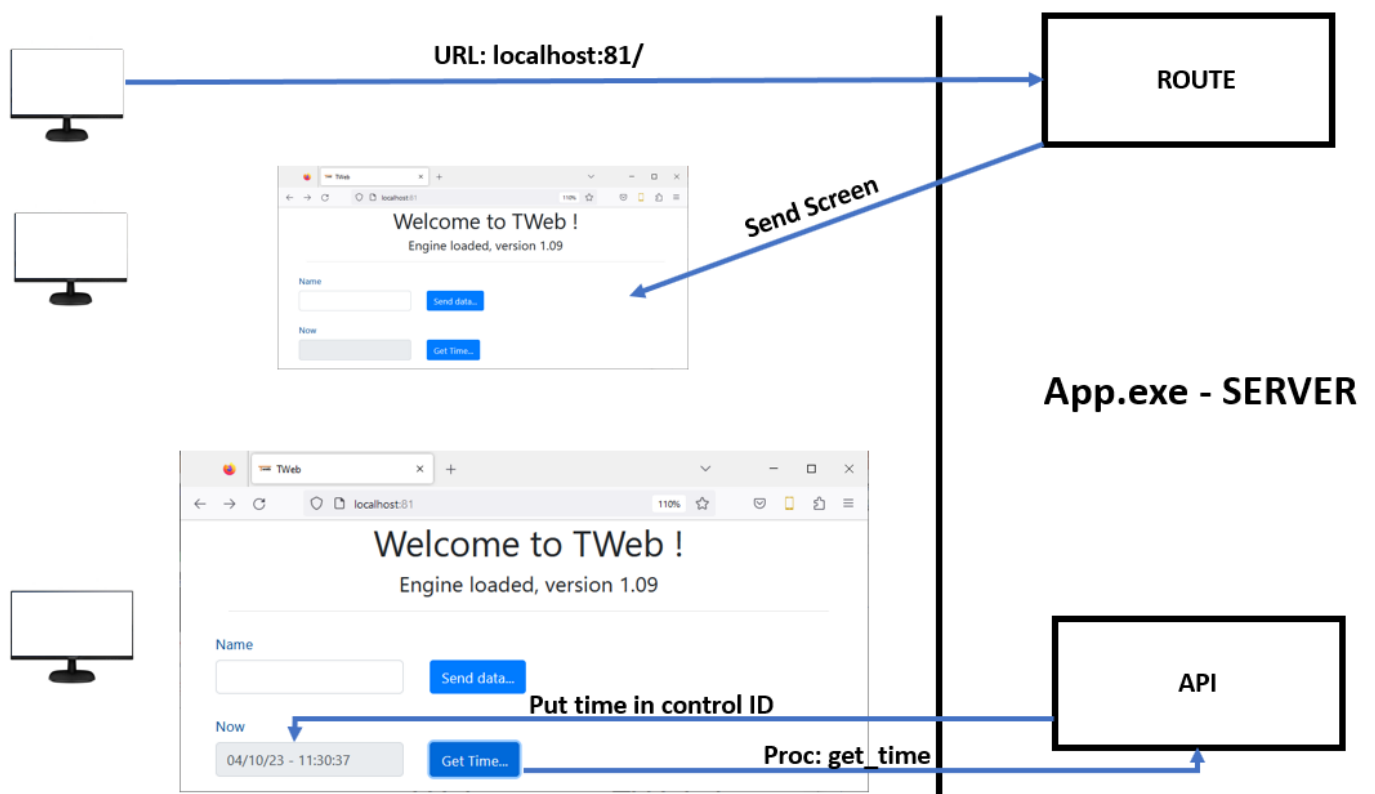 URL: localhost:81/
ROUTE
TWeb
localhost:81
110%
Welcome to TWeb !
Engine loaded, version 1.09
Name
Send data...
Now
Get Time...
Send Screen
App.exe - SERVER
TWeb
localhost:81
110%
Welcome to TWeb !
Engine loaded, version 1.09
Name
Send data...
Put time in control ID
API
Now
04/10/23 - 11:30:37
Get Time...
Proc: get_time